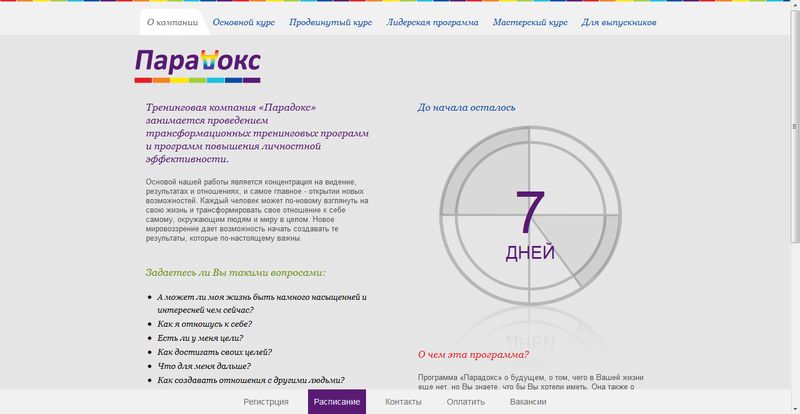 О компании Основной курс Продвинутый курс Лидерская программа Мастерский курс Для выпускников
Парадокс
Тренинговая компания «Парадокс»
занимается проведением
трансформационных тренинговых программ
и программ повышения личностной
эффективности.
Основой нашей работы является концентрация на видение,
результатах и отношениях, и самое главное - открытии новых
возможностей. Каждый человек может по-новому взглянуть на
свою жизнь и трансформировать свое отношение к себе
самому, окружающим людям и миру в целом. Новое
мировоззрение дает возможность начать создавать те
результаты, которые по-настоящему важны.
Задаетесь ли Вы такими вопросами:
А может ли моя жизнь быть намного насыщенней и
интересней чем сейчас?
Как я отношусь к себе?
Есть ли у меня цели?
Как достигать своих целей?
Что для меня дальше?
Как создавать отношения с другими людьми?
До начала осталось
7
ДНЕЙ
О чем эта программа?
Программа «Парадокс» о будущем, о том, чего в Вашей жизни
еще нет, но Вы знаете, что бы Вы хотели иметь. Она также о
Регистрция Расписание Контакты Оплатить Вакансии